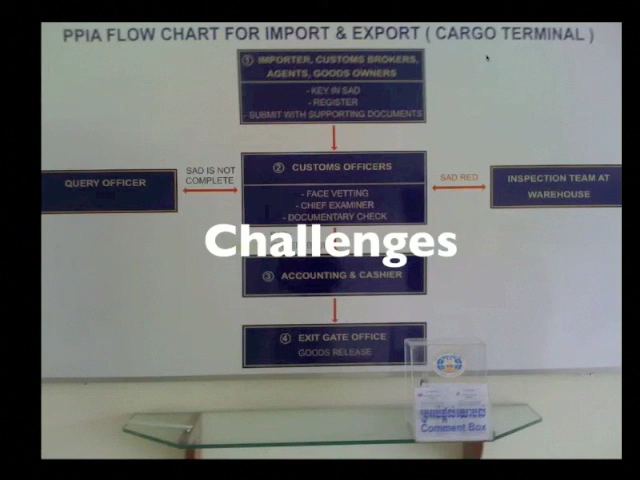 PPIA FLOW CHART FOR IMPORT & EXPORT ( CARGO TERMINAL )
① IMPORTER, CUSTOMS BROKERS,
AGENTS, GOODS OWNERS
- KEY IN SAD
- REGISTER
- SUBMIT WITH SUPPORTING DOCUMENTS
QUERY OFFICER
SAD IS NOT
COMPLETE
② CUSTOMS OFFICERS
- FACE VETTING
- CHIEF EXAMINER
- DOCUMENTARY CHECK
SAD RED
INSPECTION TEAM AT
WAREHOUSE
Challenges
③ ACCOUNTING & CASHIER
④ EXIT GATE OFFICE
GOODS RELEASE
Comment Box